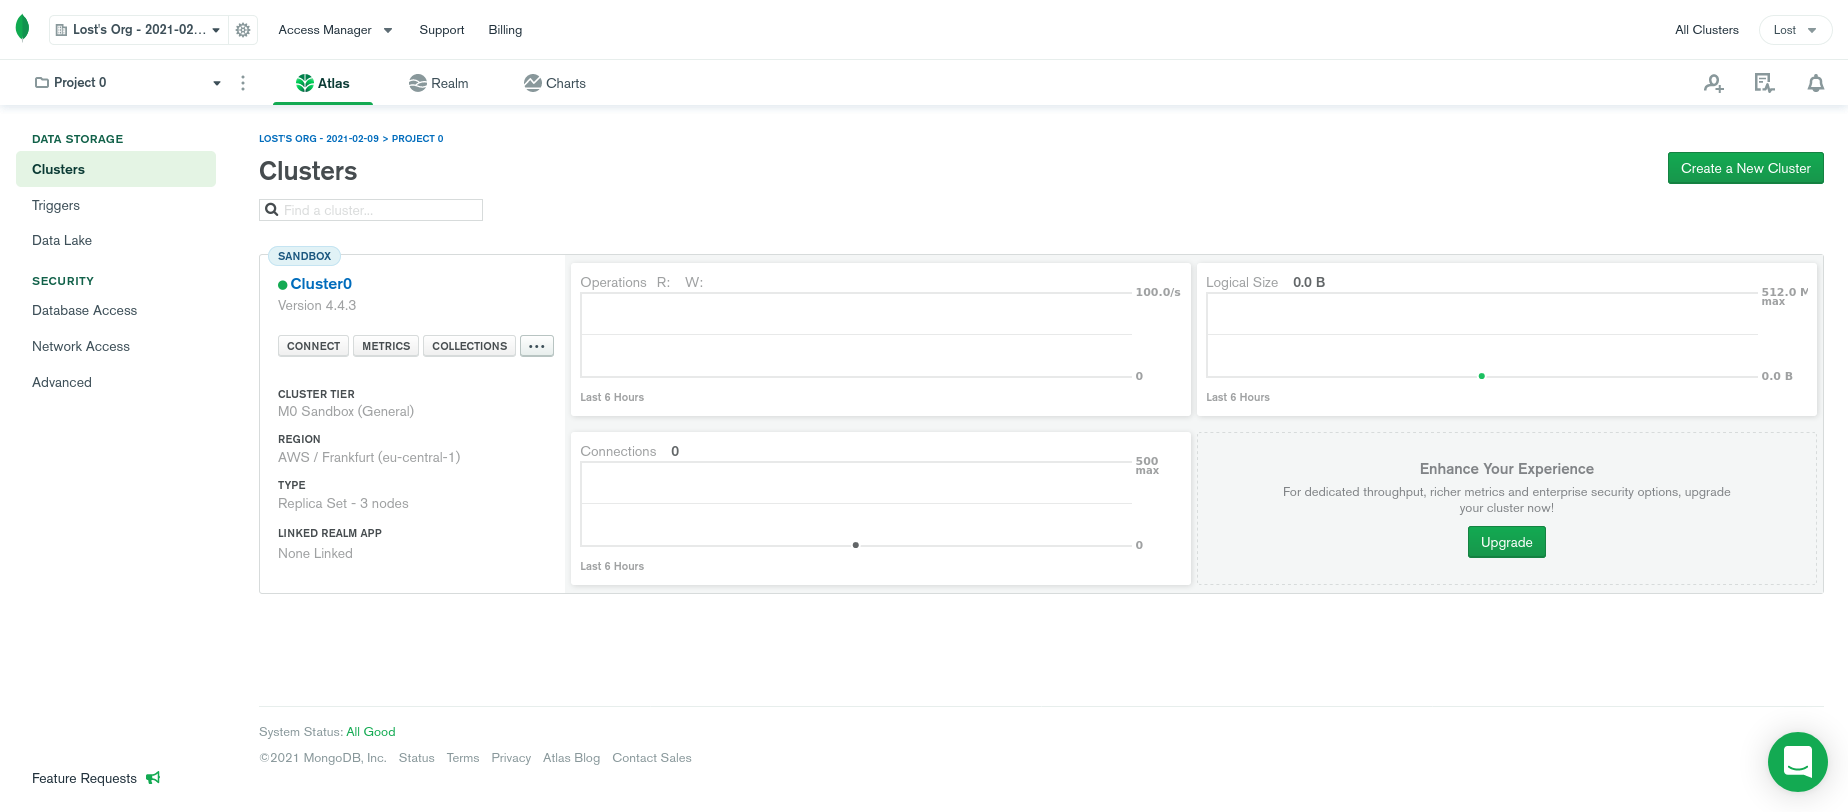 Lost's Org - 2021-02... Access Manager Support Billing All Clusters Lost
Project 0 Atlas Realm Charts
DATA STORAGE
Clusters
Triggers
Data Lake
SECURITY
Database Access
Network Access
Advanced
Feature Requests
LOST'S ORG - 2021-02-09 > PROJECT 0
Clusters
Create a New Cluster
Find a cluster...
SANDBOX
Cluster0
Version 4.4.3
CONNECT METRICS COLLECTIONS ...
CLUSTER TIER
M0 Sandbox (General)
REGION
AWS / Frankfurt (eu-central-1)
TYPE
Replica Set - 3 nodes
LINKED REALM APP
None Linked
Operations R: W:
100.0/s
0
Last 6 Hours
Logical Size 0.0 B
512.0 M
max
0.0 B
Last 6 Hours
Connections 0
500
max
0
Last 6 Hours
Enhance Your Experience
For dedicated throughput, richer metrics and enterprise security options, upgrade
your cluster now!
Upgrade
System Status: All Good
©2021 MongoDB, Inc. Status Terms Privacy Atlas Blog Contact Sales